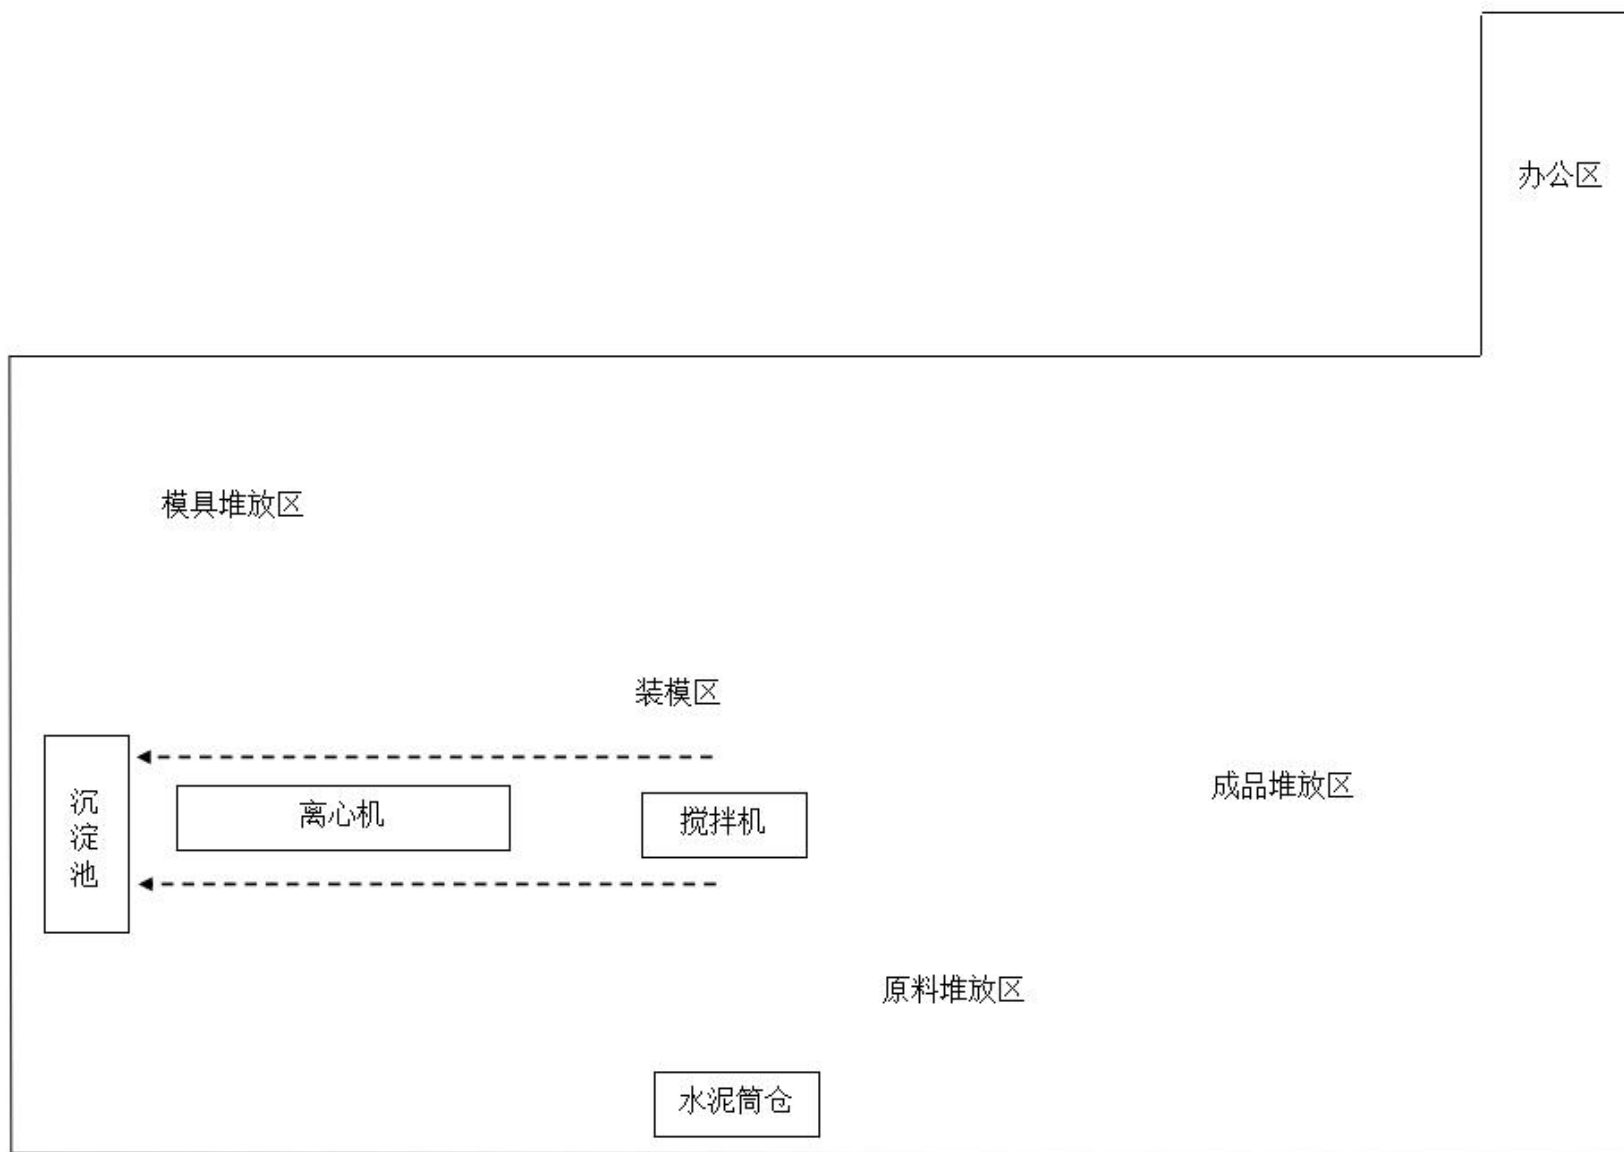 办公区
模具堆放区
装模区
成品堆放区
沉淀池
离心机
搅拌机
原料堆放区
水泥筒仓